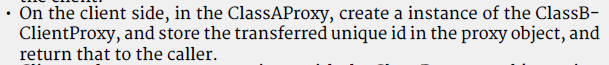 • On the client side, in the ClassAProxy, create a instance of the ClassB-
ClientProxy, and store the transferred unique id in the proxy object, and
return that to the caller.